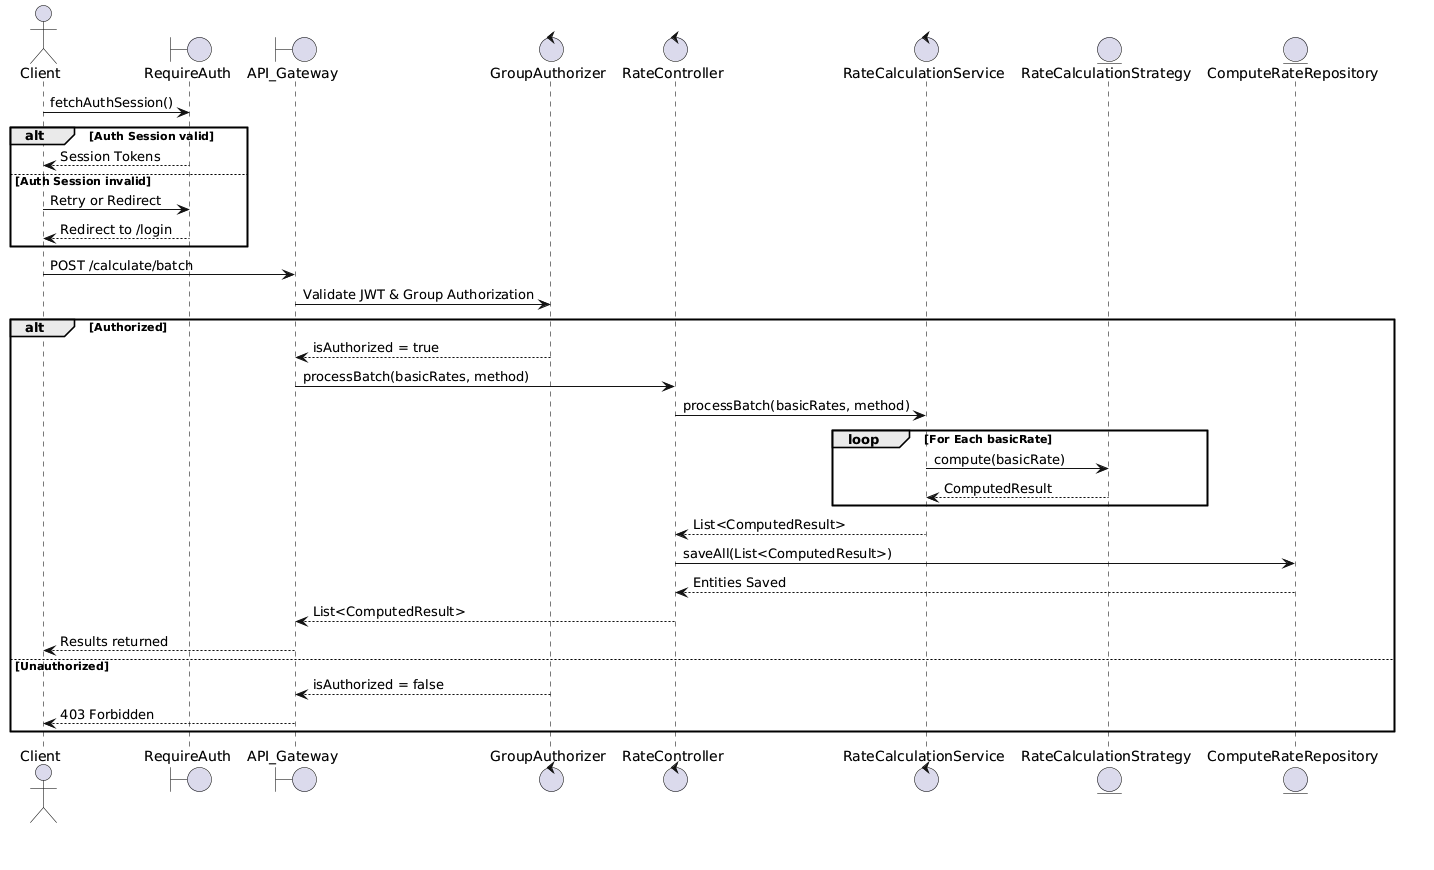 Client RequireAuth API_Gateway GroupAuthorizer RateController RateCalculationService RateCalculationStrategy ComputeRateRepository
fetchAuthSession()
alt [Auth Session valid]
Session Tokens
[Auth Session invalid]
Retry or Redirect
Redirect to /login
POST /calculate/batch
Validate JWT & Group Authorization
alt [Authorized]
isAuthorized = true
processBatch(basicRates, method)
processBatch(basicRates, method)
loop [For Each basicRate]
compute(basicRate)
ComputedResult
List<ComputedResult>
saveAll(List<ComputedResult>)
Entities Saved
List<ComputedResult>
Results returned
[Unauthorized]
isAuthorized = false
403 Forbidden
Client RequireAuth API_Gateway GroupAuthorizer RateController RateCalculationService RateCalculationStrategy ComputeRateRepository